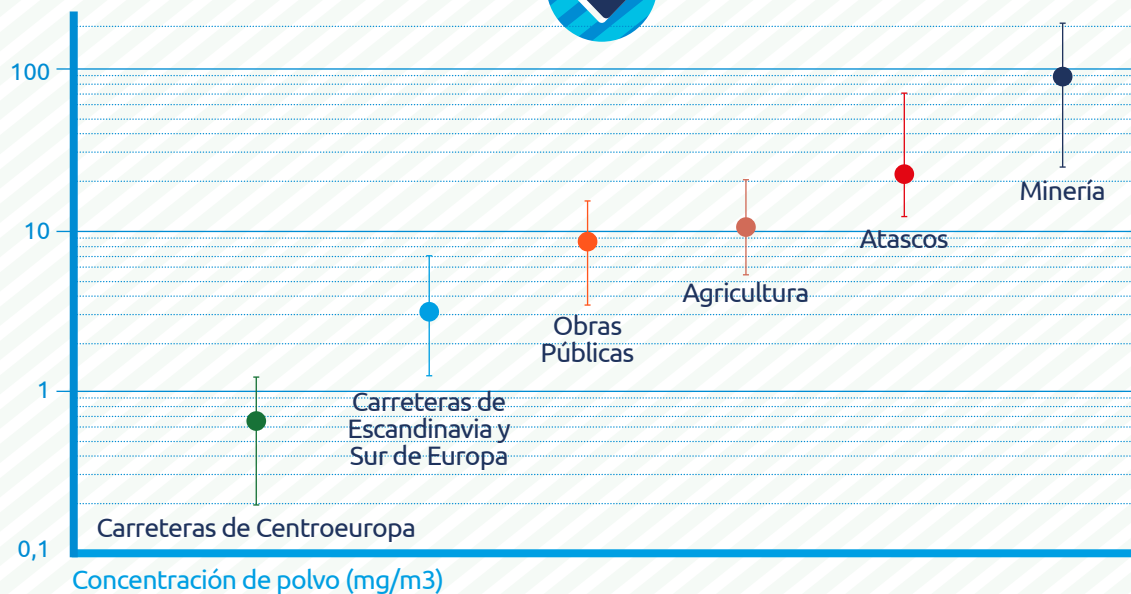 100
10
1
0,1
Minería
Atascos
Agricultura
Obras
Públicas
Carreteras de
Escandinavia y
Sur de Europa
Carreteras de Centroeuropa
Concentración de polvo (mg/m3)